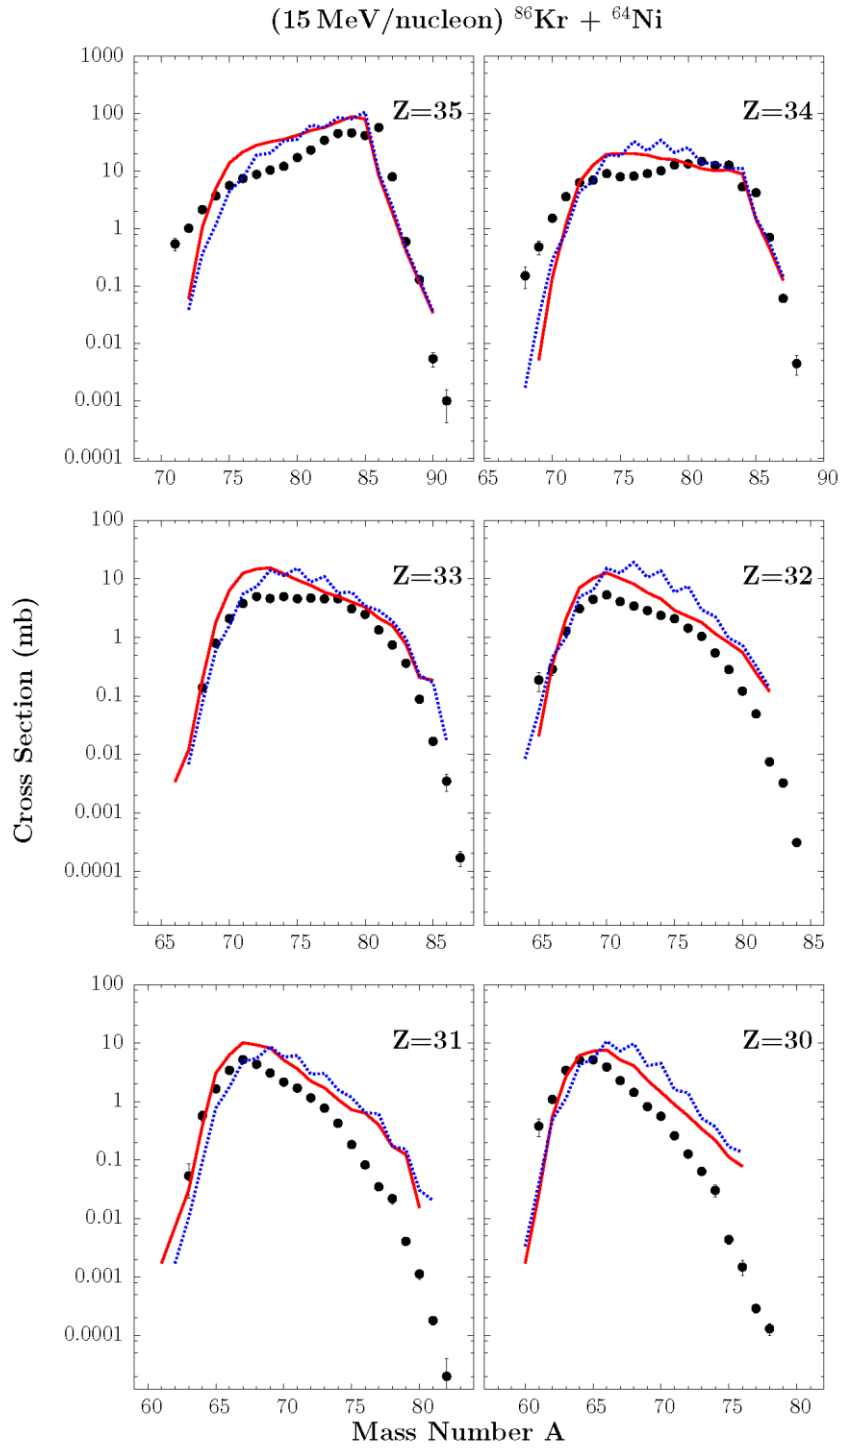 (15 MeV/nucleon) ⁸⁶Kr + ⁶⁴Ni
1000
100
10
1
0.1
0.01
0.001
0.0001
Z=35
Z=34
70 75 80 85 90
65 70 75 80 85 90
100
10
1
0.1
0.01
0.001
0.0001
Z=33
Z=32
65 70 75 80 85
65 70 75 80 85
100
10
1
0.1
0.01
0.001
0.0001
Z=31
Z=30
60 65 70 75 80
60 65 70 75 80
Cross Section (mb)
Mass Number A